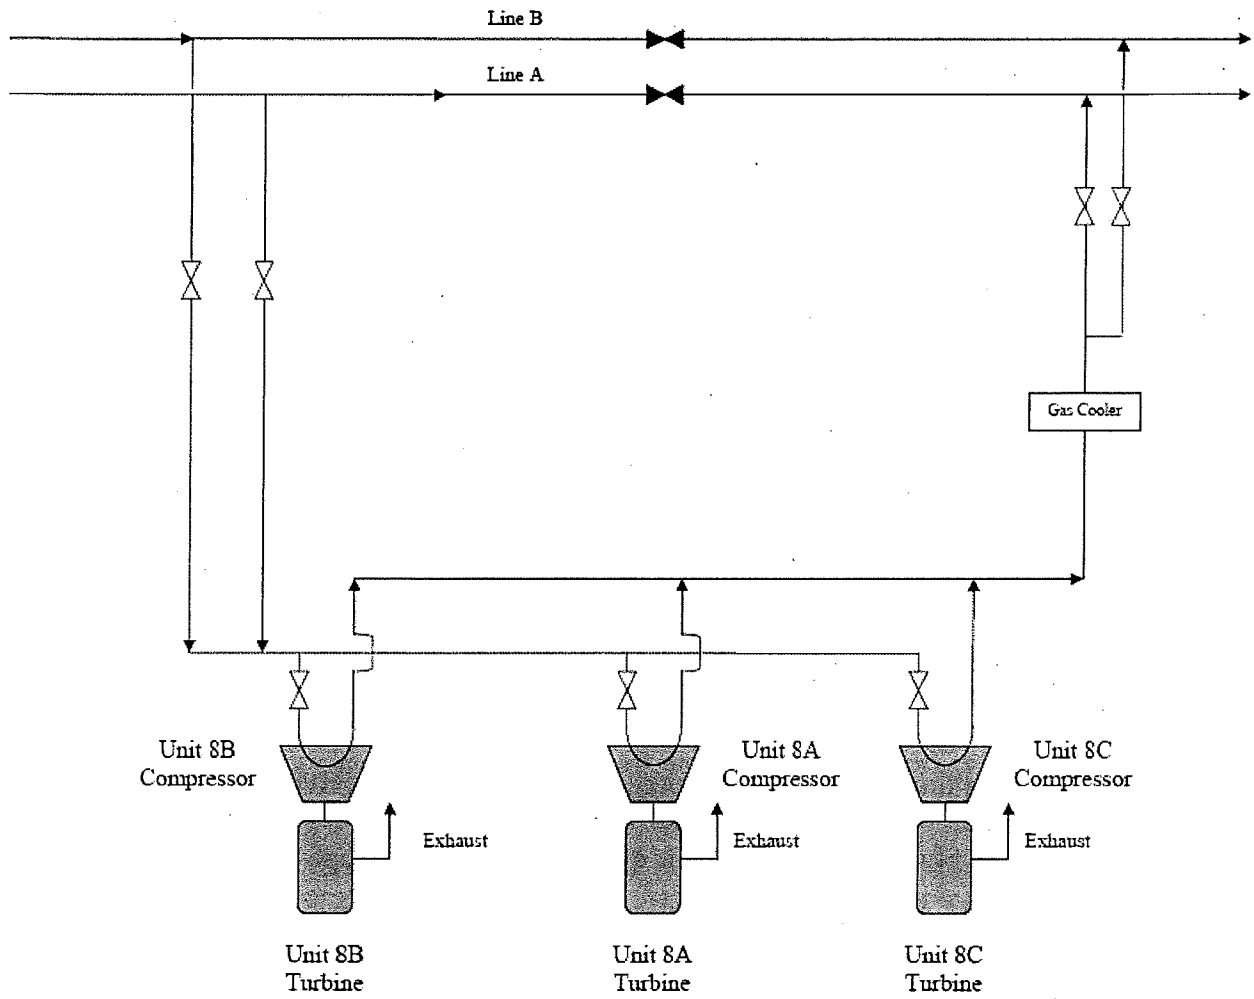 Line B
Line A
Gas Cooler
Unit 8B
Compressor
Unit 8A
Compressor
Unit 8C
Compressor
Exhaust
Exhaust
Exhaust
Unit 8B
Turbine
Unit 8A
Turbine
Unit 8C
Turbine